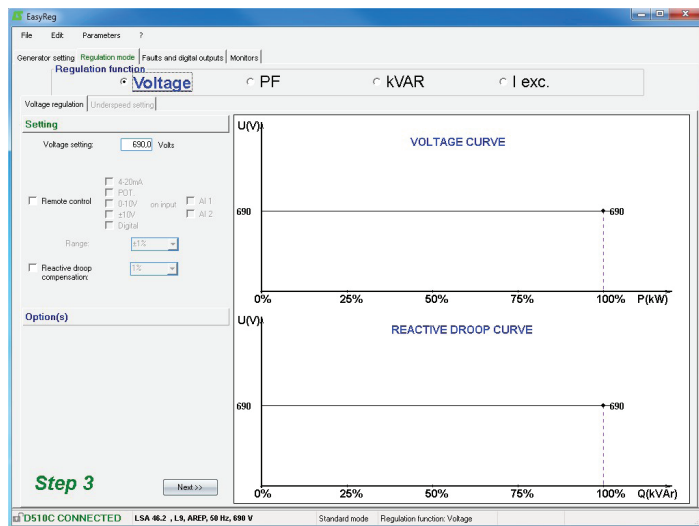 EasyReg
File Edit Parameters ?
Generator setting Regulation mode Faults and digital outputs Monitors
Regulation function
Voltage PF kVAR I exc.
Voltage regulation Underspeed setting
Setting
Voltage setting: 690.0 Volts
Remote control
4-20mA
POT.
0-10V on input AI 1
±10V AI 2
Digital
Range: ±1%
Reactive droop
compensation: 1%
Option(s)
Step 3
Next >>
U(V)
VOLTAGE CURVE
690 690
0% 25% 50% 75% 100% P(kW)
U(V)
REACTIVE DROOP CURVE
690 690
0% 25% 50% 75% 100% Q(kVAr)
D510C CONNECTED LSA 46.2 , L9, AREP, 50 Hz, 690 V Standard mode Regulation function: Voltage